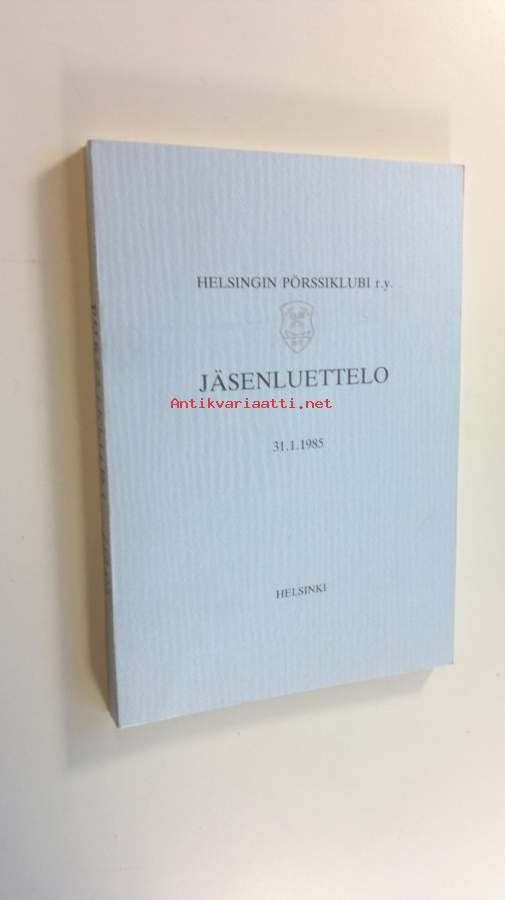 HELSINGIN PÖRSSIKLUBI r.y.
JÄSENLUETTELO
Antikvariaatti.net
31.1.1985
HELSINKI